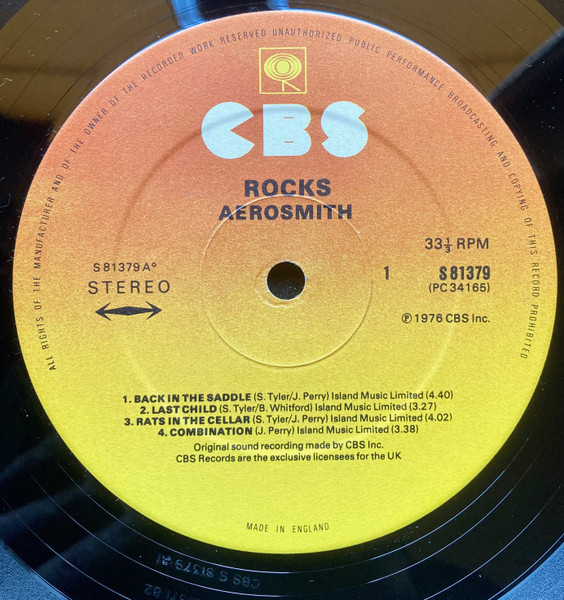 ALL RIGHTS OF THE MANUFACTURER AND OF THE OWNER OF THE RECORDED WORK RESERVED UNAUTHORIZED PUBLIC PERFORMANCE BROADCASTING AND COPYING OF THIS RECORD PROHIBITED
CBS
ROCKS
AEROSMITH
33⅓ RPM
S 81379 A°
STEREO
1
S 81379
(PC 34165)
℗ 1976 CBS Inc.
1. BACK IN THE SADDLE (S. Tyler/J. Perry) Island Music Limited (4.40)
2. LAST CHILD (S. Tyler/B. Whitford) Island Music Limited (3.27)
3. RATS IN THE CELLAR (S. Tyler/J. Perry) Island Music Limited (4.02)
4. COMBINATION (J. Perry) Island Music Limited (3.38)
Original sound recording made by CBS Inc.
CBS Records are the exclusive licensees for the UK
MADE IN ENGLAND
CBS S 81379